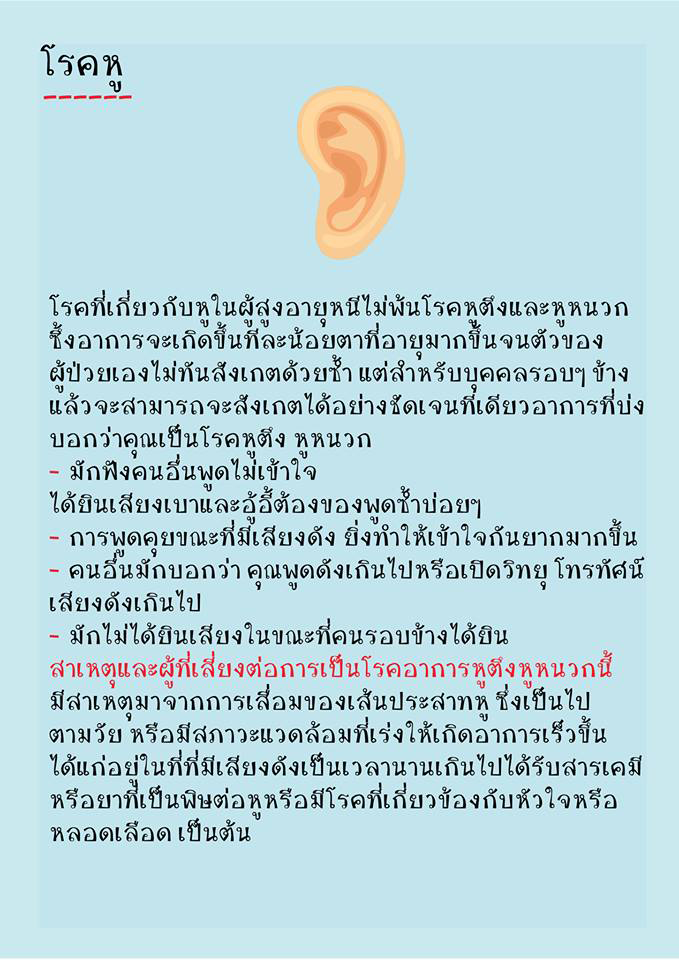 โรคหู
โรคที่เกี่ยวกับหูในผู้สูงอายุหนีไม่พ้นโรคหูตึงและหูหนวก
ซึ้งอาการจะเกิดขึ้นทีละน้อยตาที่อายุมากขึ้นจนตัวของ
ผู้ป่วยเองไม่ทันสังเกตด้วยซ้ำ แต่สำหรับบุคคลรอบๆ ข้าง
แล้วจะสามารถจะสังเกตได้อย่างชัดเจนที่เดียวอาการที่บ่ง
บอกว่าคุณเป็นโรคหูตึง หูหนวก
- มักฟังคนอื่นพูดไม่เข้าใจ
ได้ยินเสียงเบาและอู้อี้ต้องของพูดซ้ำบ่อยๆ
- การพูดคุยขณะที่มีเสียงดัง ยิ่งทำให้เข้าใจกันยากมากขึ้น
- คนอื่นมักบอกว่า คุณพูดดังเกินไปหรือเปิดวิทยุ โทรทัศน์
เสียงดังเกินไป
- มักไม่ได้ยินเสียงในขณะที่คนรอบข้างได้ยิน
สาเหตุและผู้ที่เสี่ยงต่อการเป็นโรคอาการหูตึงหูหนวกนี้
มีสาเหตุมาจากการเสื่อมของเส้นประสาทหู ซึ่งเป็นไป
ตามวัย หรือมีสภาวะแวดล้อมที่เร่งให้เกิดอาการเร็วขึ้น
ได้แก่อยู่ในที่ที่มีเสียงดังเป็นเวลานานเกินไปได้รับสารเคมี
หรือยาที่เป็นพิษต่อหูหรือมีโรคที่เกี่ยวข้องกับหัวใจหรือ
หลอดเลือด เป็นต้น